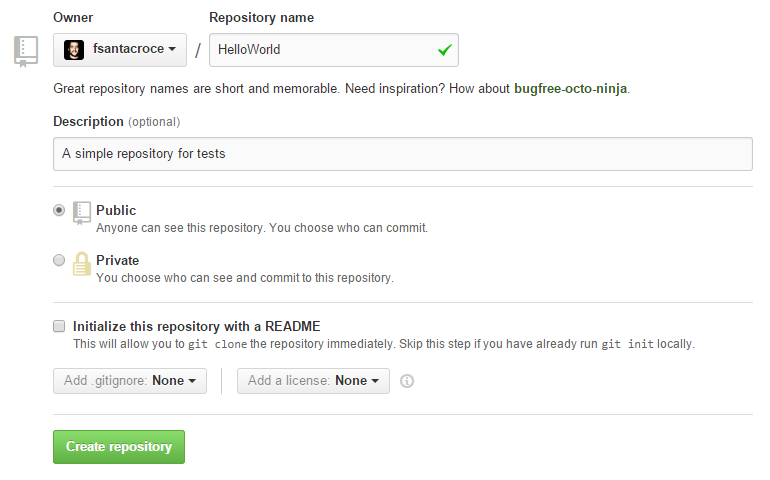 Owner Repository name
fsantacroce / HelloWorld
Great repository names are short and memorable. Need inspiration? How about bugfree-octo-ninja.
Description (optional)
A simple repository for tests
Public
Anyone can see this repository. You choose who can commit.
Private
You choose who can see and commit to this repository.
Initialize this repository with a README
This will allow you to git clone the repository immediately. Skip this step if you have already run git init locally.
Add .gitignore: None Add a license: None
Create repository